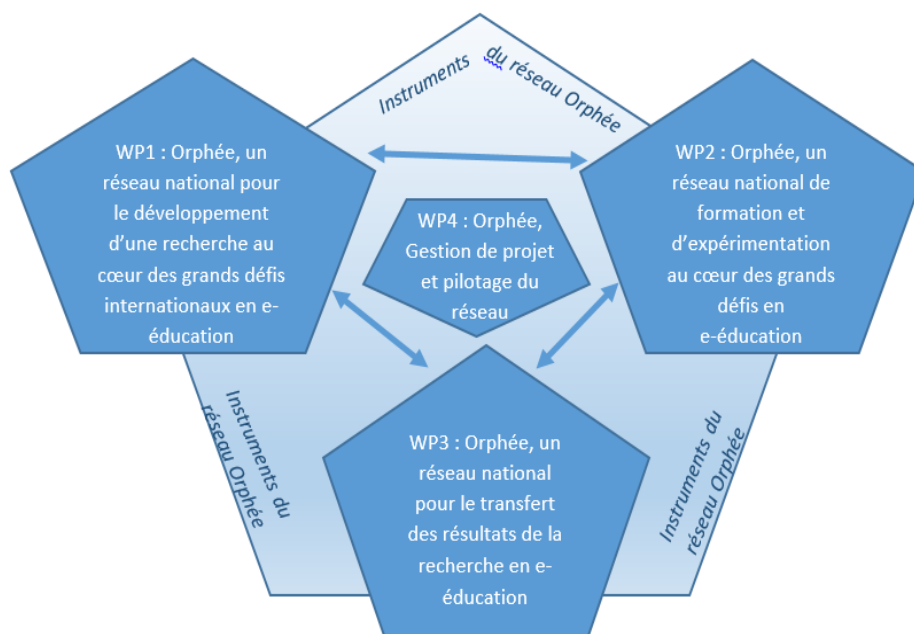 Instruments du réseau Orphée
WP1 : Orphée, un
réseau national pour
le développement
d’une recherche au
cœur des grands défis
internationaux en e-
éducation
WP2 : Orphée, un
réseau national de
formation et
d’expérimentation
au cœur des grands
défis en
e-éducation
WP4 : Orphée,
Gestion de projet
et pilotage du
réseau
Instruments du
réseau Orphée
WP3 : Orphée, un
réseau national
pour le transfert
des résultats de la
recherche en e-
éducation
Instruments du
réseau Orphée